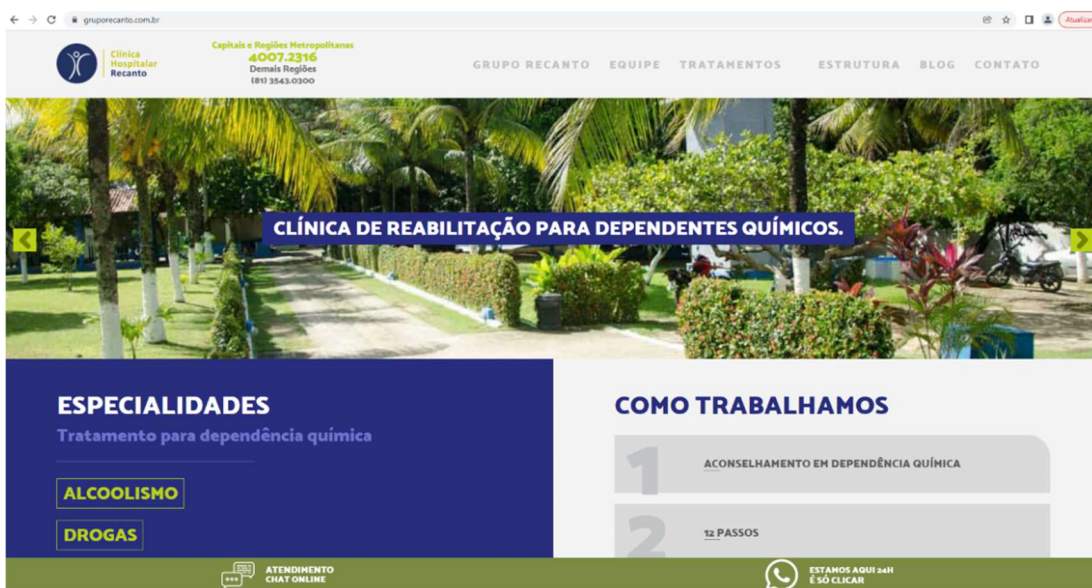 gruporecanto.com.br
Atualizar
Clínica
Hospitalar
Recanto
Capitais e Regiões Metropolitanas
4007.2316
Demais Regiões
(81) 3543.0300
GRUPO RECANTO EQUIPE TRATAMENTOS ESTRUTURA BLOG CONTATO
CLÍNICA DE REABILITAÇÃO PARA DEPENDENTES QUÍMICOS.
ESPECIALIDADES
Tratamento para dependência química
ALCOOLISMO
DROGAS
COMO TRABALHAMOS
1
ACONSELHAMENTO EM DEPENDÊNCIA QUÍMICA
2
12 PASSOS
ATENDIMENTO
CHAT ONLINE
ESTAMOS AQUI 24H
É SÓ CLICAR